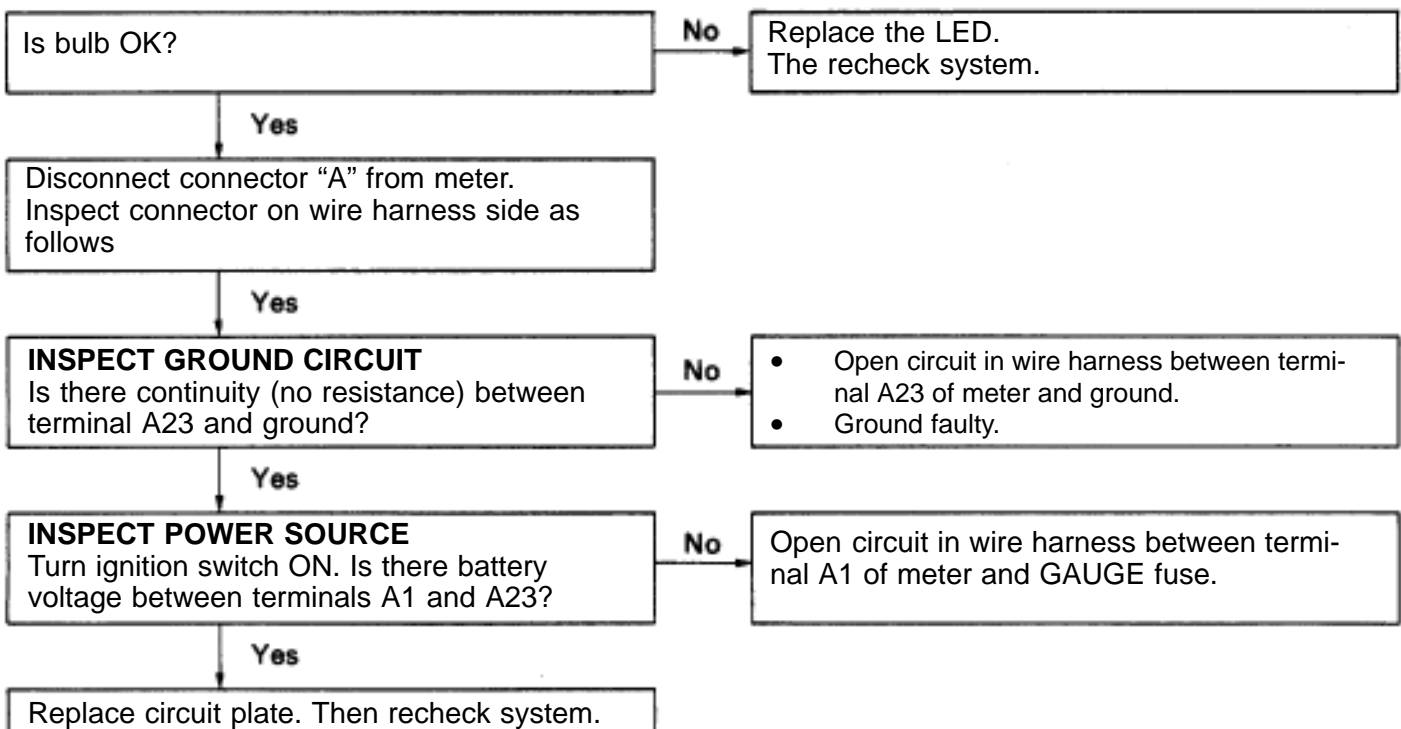 Is bulb OK?
No
Replace the LED.
The recheck system.
Yes
Disconnect connector “A” from meter.
Inspect connector on wire harness side as
follows
Yes
INSPECT GROUND CIRCUIT
Is there continuity (no resistance) between
terminal A23 and ground?
No
• Open circuit in wire harness between termi-
nal A23 of meter and ground.
• Ground faulty.
Yes
INSPECT POWER SOURCE
Turn ignition switch ON. Is there battery
voltage between terminals A1 and A23?
No
Open circuit in wire harness between termi-
nal A1 of meter and GAUGE fuse.
Yes
Replace circuit plate. Then recheck system.